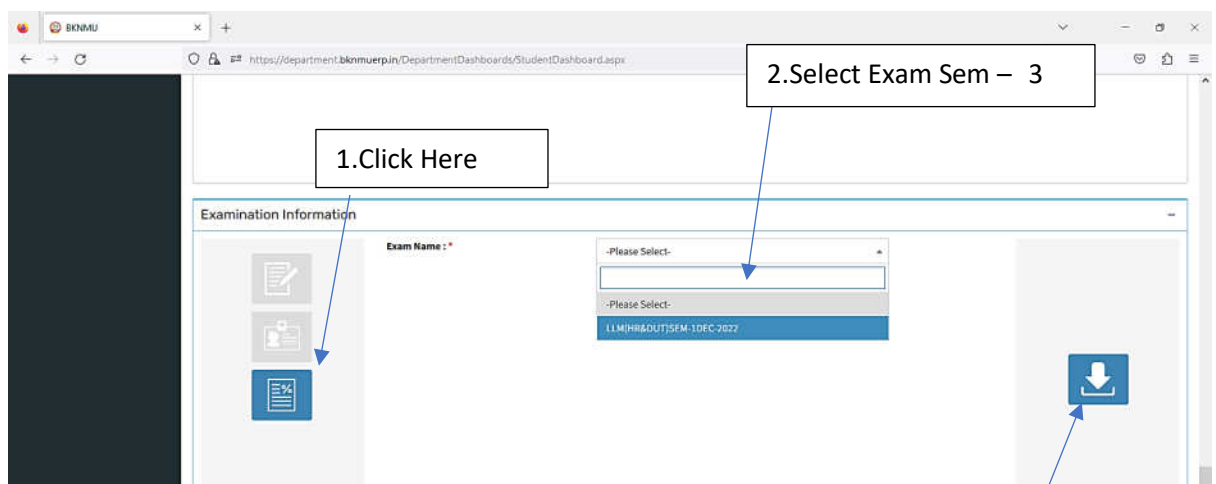 BKNMU
https://department.bknmuerp.in/DepartmentDashboards/StudentDashboard.aspx
2.Select Exam Sem – 3
1.Click Here
Examination Information
Exam Name : *
-Please Select-
-Please Select-
LLM(HR&DUT)SEM-1DEC-2022